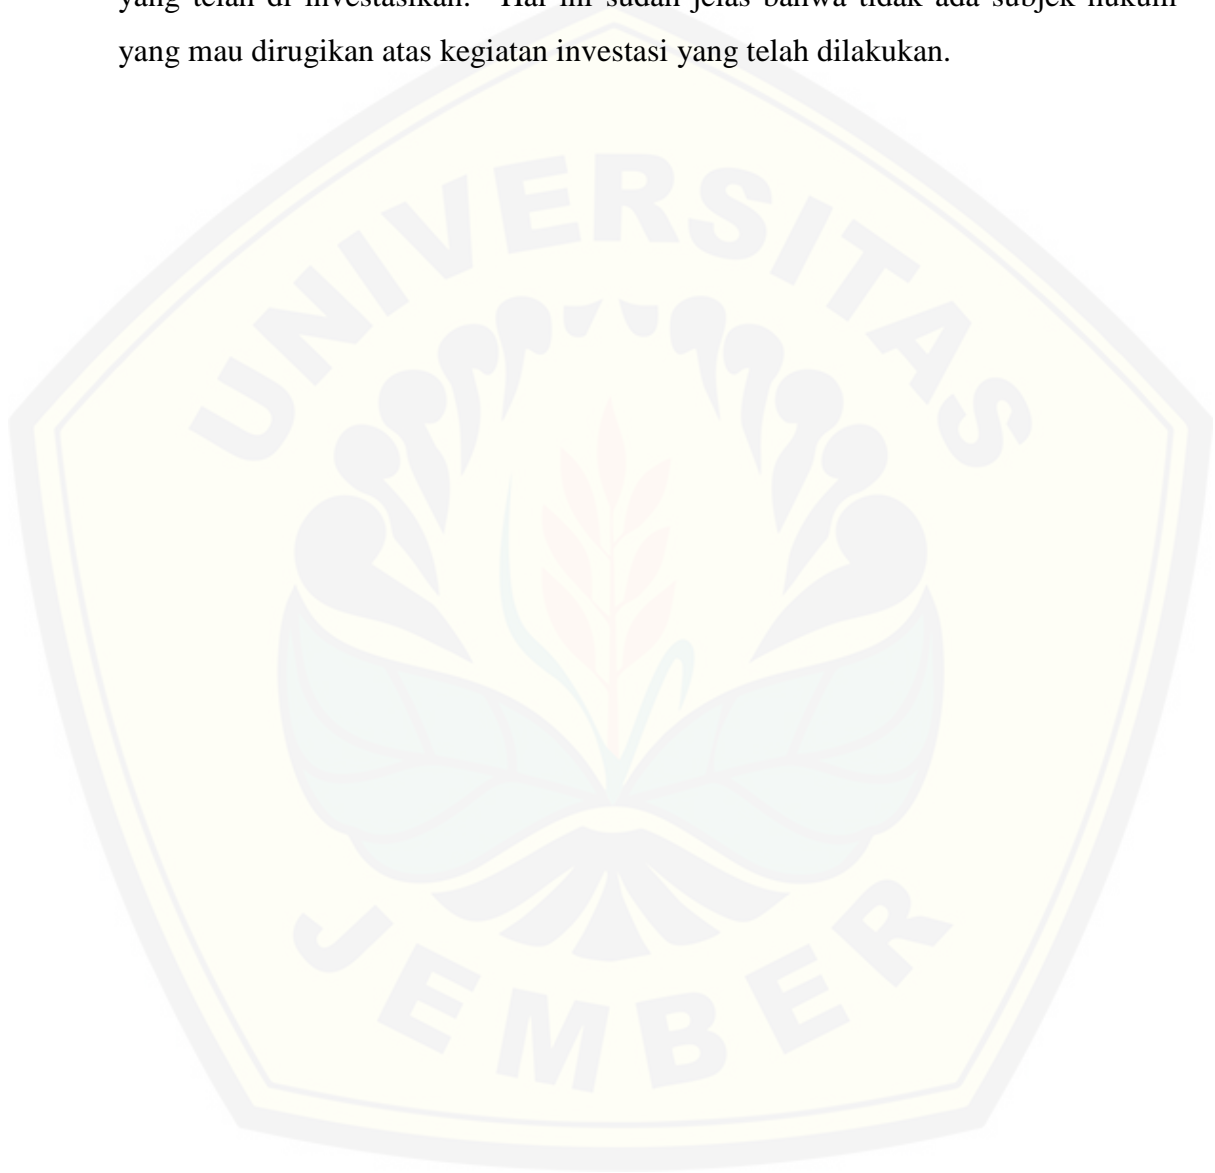 yang telah di investasikan. Hal ini sudah jelas bahwa tidak ada subjek hukum
yang mau dirugikan atas kegiatan investasi yang telah dilakukan.
UNIVERSITAS
JEMBER